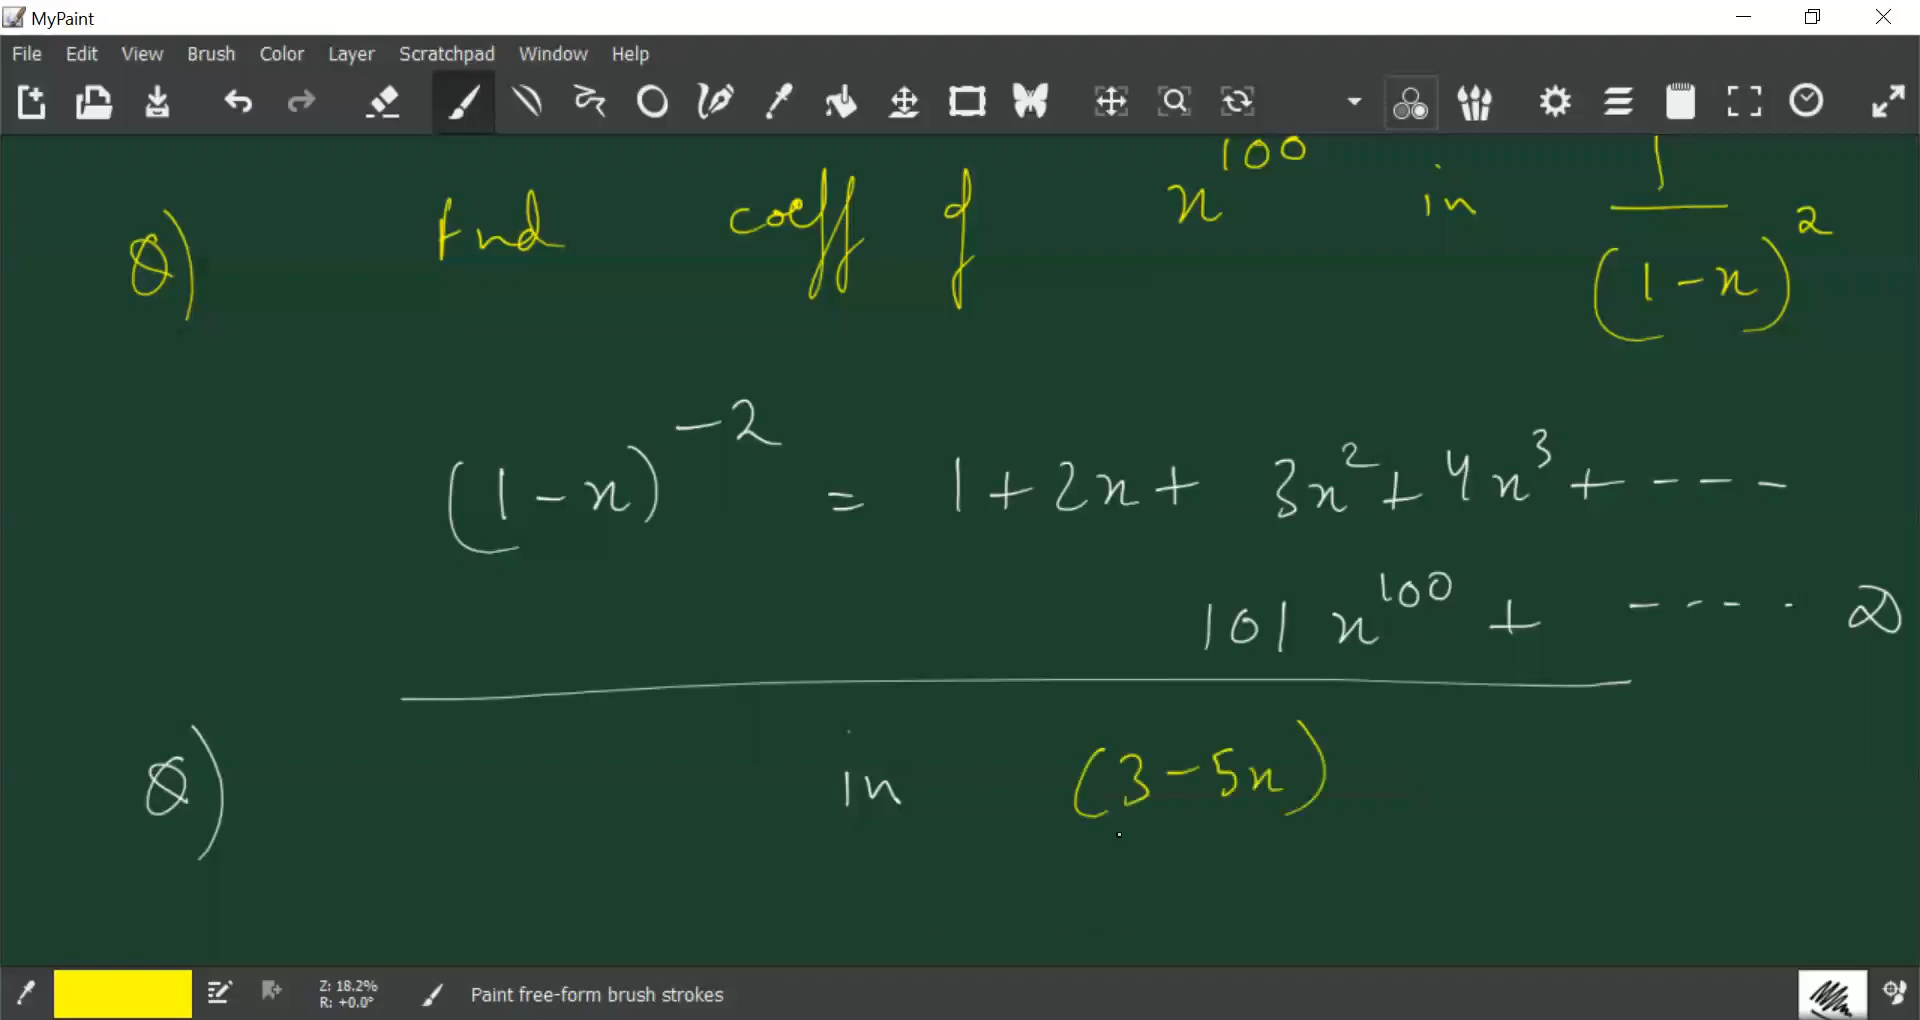 MyPaint
File Edit View Brush Color Layer Scratchpad Window Help
Q) find coeff of x^100 in 1/(1-x)^2
(1-x)^-2 = 1+2x+ 3x^2+4x^3+----
101 x^100 + ---- ∞
Q) in (3-5x)
Z: 18.2%
R: +0.0°
Paint free-form brush strokes